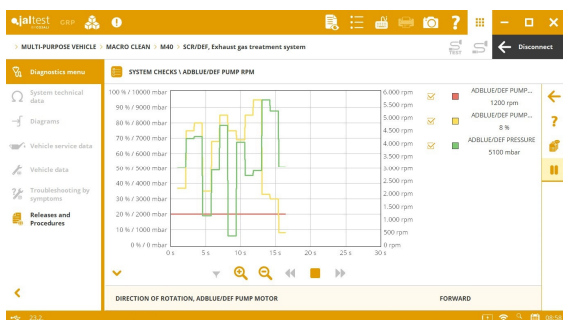 jaltest GRP
MULTI-PURPOSE VEHICLE > MACRO CLEAN > M40 > SCR/DEF, Exhaust gas treatment system
TEST
Disconnect
Diagnostics menu
System technical data
Diagrams
Vehicle service data
Vehicle data
Troubleshooting by symptoms
Releases and Procedures
SYSTEM CHECKS \ ADBLUE/DEF PUMP RPM
100 % / 10000 mbar
90 % / 9000 mbar
80 % / 8000 mbar
70 % / 7000 mbar
60 % / 6000 mbar
50 % / 5000 mbar
40 % / 4000 mbar
30 % / 3000 mbar
20 % / 2000 mbar
10 % / 1000 mbar
0 % / 0 mbar
6.000 rpm
5.500 rpm
5.000 rpm
4.500 rpm
4.000 rpm
3.500 rpm
3.000 rpm
2.500 rpm
2.000 rpm
1.500 rpm
1.000 rpm
500 rpm
0 rpm
0 s 5 s 10 s 15 s 20 s 25 s 30 s
ADBLUE/DEF PUMP...
1200 rpm
ADBLUE/DEF PUMP...
8 %
ADBLUE/DEF PRESSURE
5100 mbar
DIRECTION OF ROTATION, ADBLUE/DEF PUMP MOTOR FORWARD
23.2
08:58